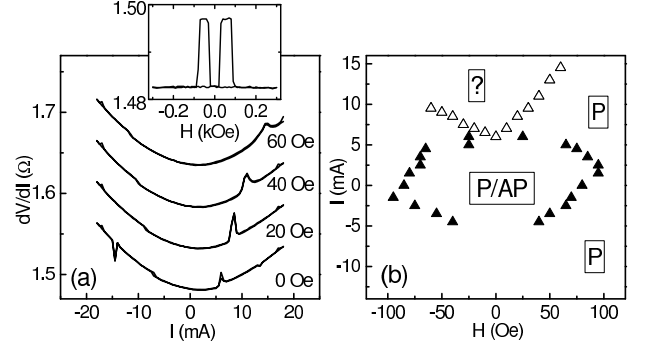 1.50
1.48
-0.2 0.0 0.2
H (kOe)
1.7
1.6
1.5
dV/dI (Ω)
60 Oe
40 Oe
20 Oe
0 Oe
(a)
-20 -10 0 10 20
I (mA)
15
10
5
0
-5
-10
I (mA)
?
P
P/AP
P
(b)
-100 -50 0 50 100
H (Oe)